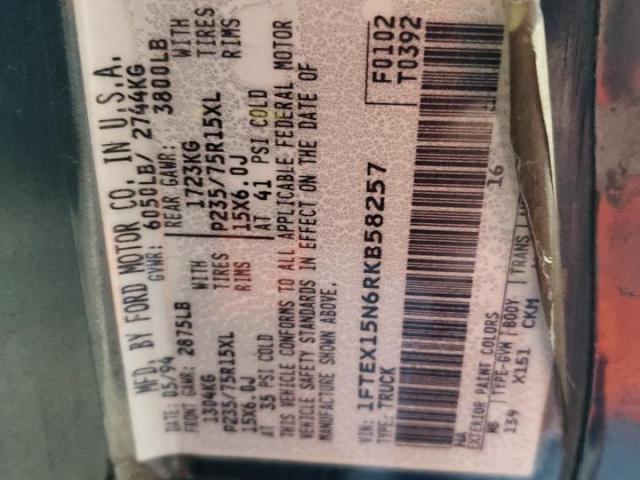 MFD. BY FORD MOTOR CO. IN U.S.A.
DATE: 05/94 GVWR: 6050LB/ 2744KG
FRONT GAWR: 2875LB REAR GAWR: 3800LB
1304KG WITH 1723KG WITH
P235/75R15XL TIRES P235/75R15XL TIRES
15X6.0J RIMS 15X6.0J RIMS
AT 35 PSI COLD AT 41 PSI COLD
THIS VEHICLE CONFORMS TO ALL APPLICABLE FEDERAL MOTOR
VEHICLE SAFETY STANDARDS IN EFFECT ON THE DATE OF
MANUFACTURE SHOWN ABOVE.
VIN: 1FTEX15N6RKB58257 F0102
TYPE: TRUCK T0392
NA 16
EXTERIOR PAINT COLORS
WB TYPE-GVW BODY TRANS
139 X151 CKM